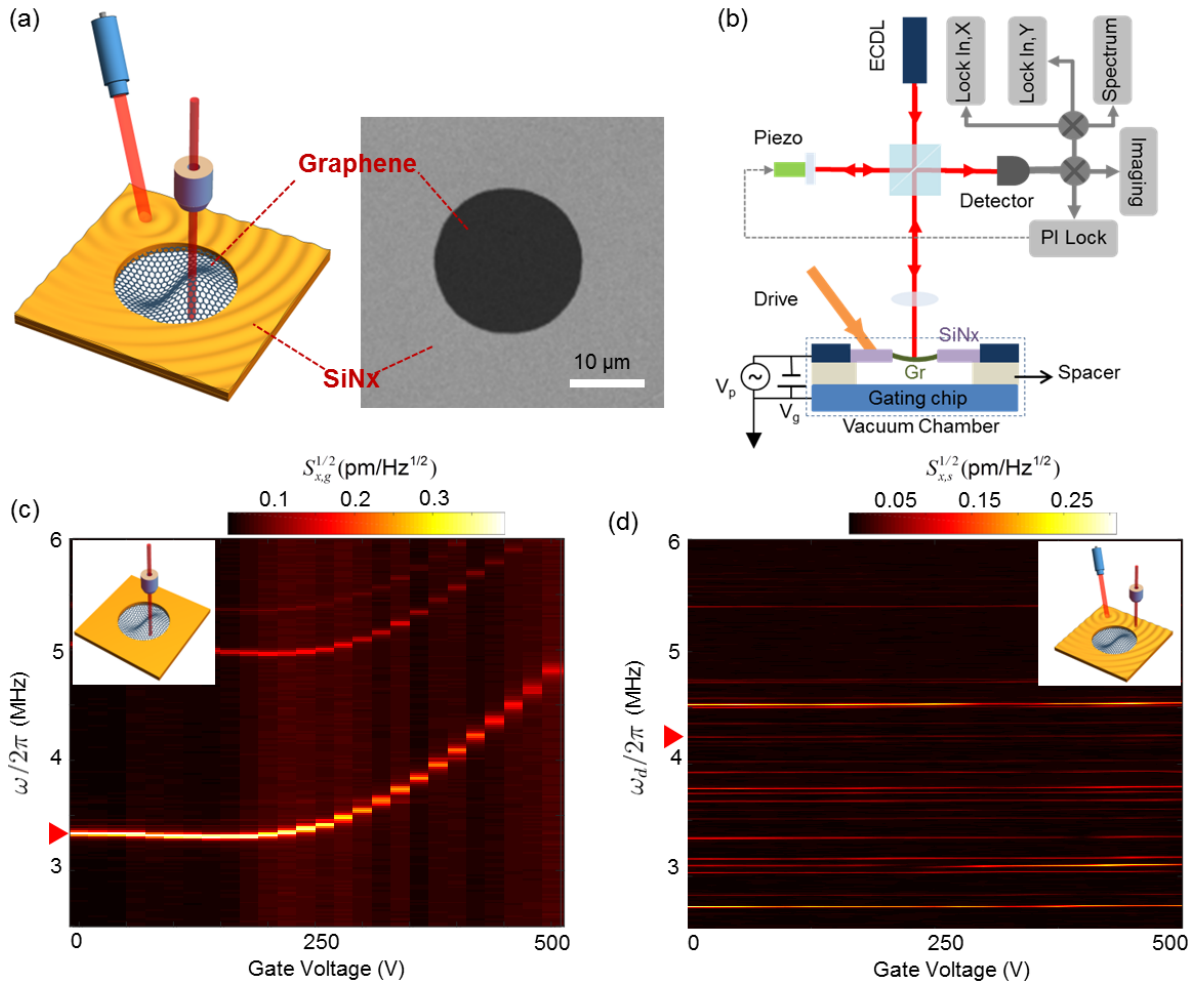 (a)
Graphene
SiNx
10 μm
(b)
ECDL
Lock In,X
Lock In,Y
Spectrum
Piezo
Detector
Imaging
PI Lock
Drive
SiNx
Gr
Spacer
Vp
Vg
Gating chip
Vacuum Chamber
(c)
S_{x,g}^{1/2} (pm/Hz^{1/2})
0.1 0.2 0.3
6
5
4
3
ω/2π (MHz)
0 250 500
Gate Voltage (V)
(d)
S_{x,s}^{1/2} (pm/Hz^{1/2})
0.05 0.15 0.25
6
5
4
3
ω_d/2π (MHz)
0 250 500
Gate Voltage (V)